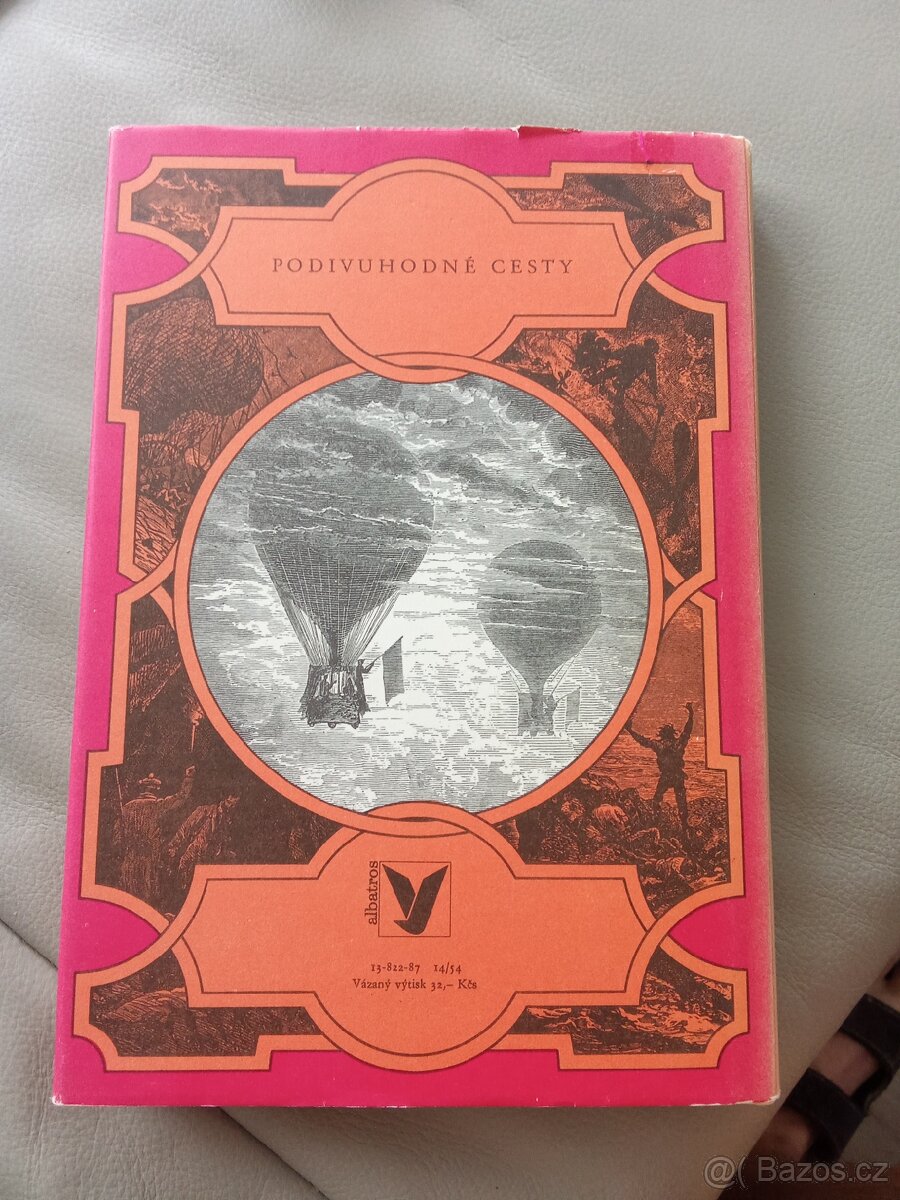 PODIVUHODNÉ CESTY
albatros
13-822-87 14/54
Vázaný výtisk 32,– Kčs
@( Bazos.cz